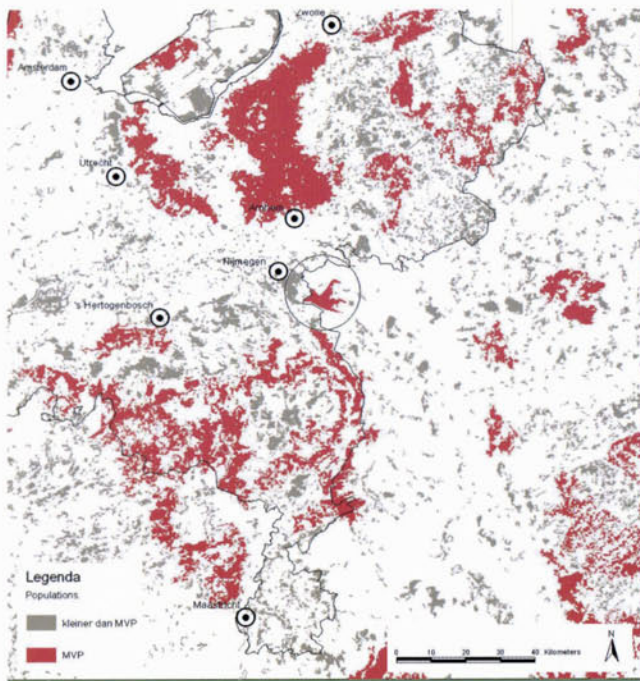 Zwolle
Amsterdam
Utrecht
Arnhem
Nijmegen
's Hertogenbosch
Maastricht
Legenda
Populations
kleiner dan MVP
MVP
0 10 20 30 40 Kilometers
N